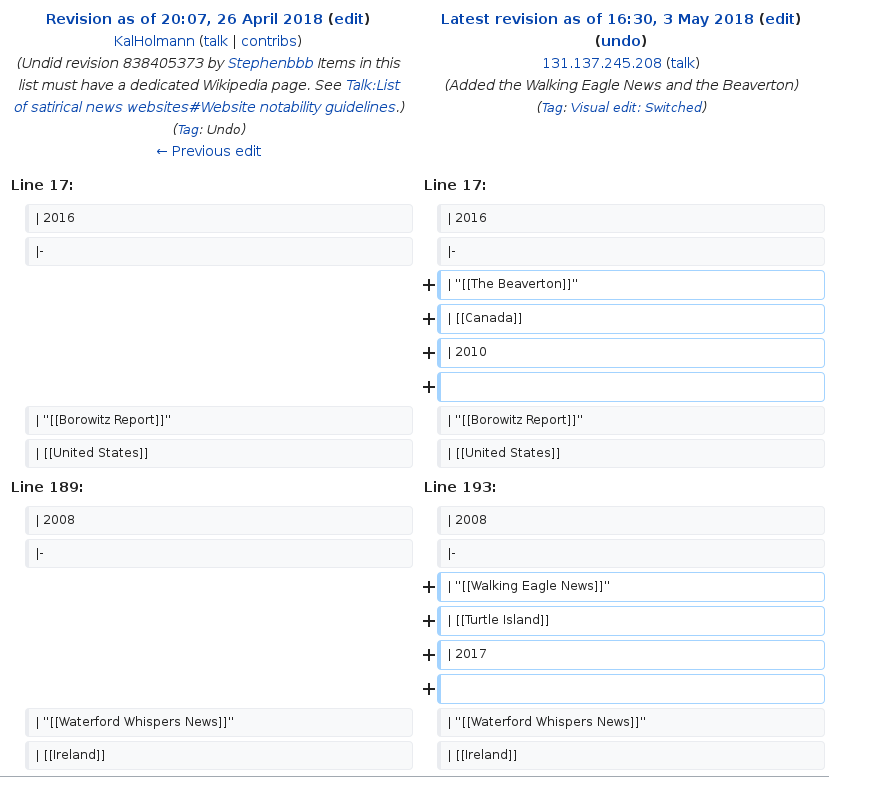 Revision as of 20:07, 26 April 2018 (edit)
KalHolmann (talk | contribs)
(Undid revision 838405373 by Stephenbbb Items in this
list must have a dedicated Wikipedia page. See Talk:List
of satirical news websites#Website notability guidelines.)
(Tag: Undo)
← Previous edit
Latest revision as of 16:30, 3 May 2018 (edit)
(undo)
131.137.245.208 (talk)
(Added the Walking Eagle News and the Beaverton)
(Tag: Visual edit: Switched)
Line 17:
Line 17:
| 2016
| 2016
|-
|-
+ | ''[[The Beaverton]]''
+ | [[Canada]]
+ | 2010
+
| ''[[Borowitz Report]]''
| ''[[Borowitz Report]]''
| [[United States]]
| [[United States]]
Line 189:
Line 193:
| 2008
| 2008
|-
|-
+ | ''[[Walking Eagle News]]''
+ | [[Turtle Island]]
+ | 2017
+
| ''[[Waterford Whispers News]]''
| ''[[Waterford Whispers News]]''
| [[Ireland]]
| [[Ireland]]